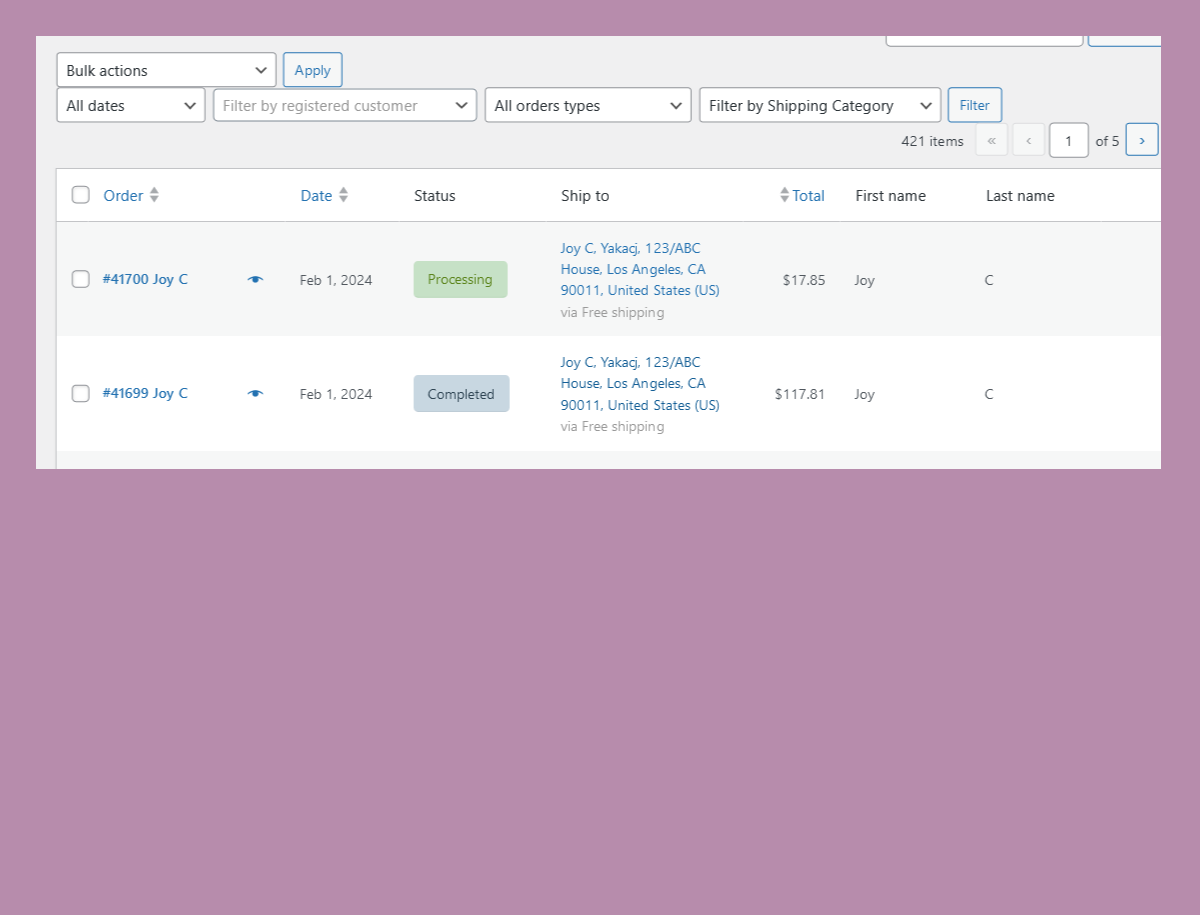 Bulk actions Apply
All dates Filter by registered customer All orders types Filter by Shipping Category Filter
421 items « ‹ 1 of 5 ›
Order Date Status Ship to Total First name Last name
Joy C, Yakacj, 123/ABC
House, Los Angeles, CA
#41700 Joy C Feb 1, 2024 Processing 90011, United States (US) $17.85 Joy C
via Free shipping
Joy C, Yakacj, 123/ABC
House, Los Angeles, CA
#41699 Joy C Feb 1, 2024 Completed 90011, United States (US) $117.81 Joy C
via Free shipping